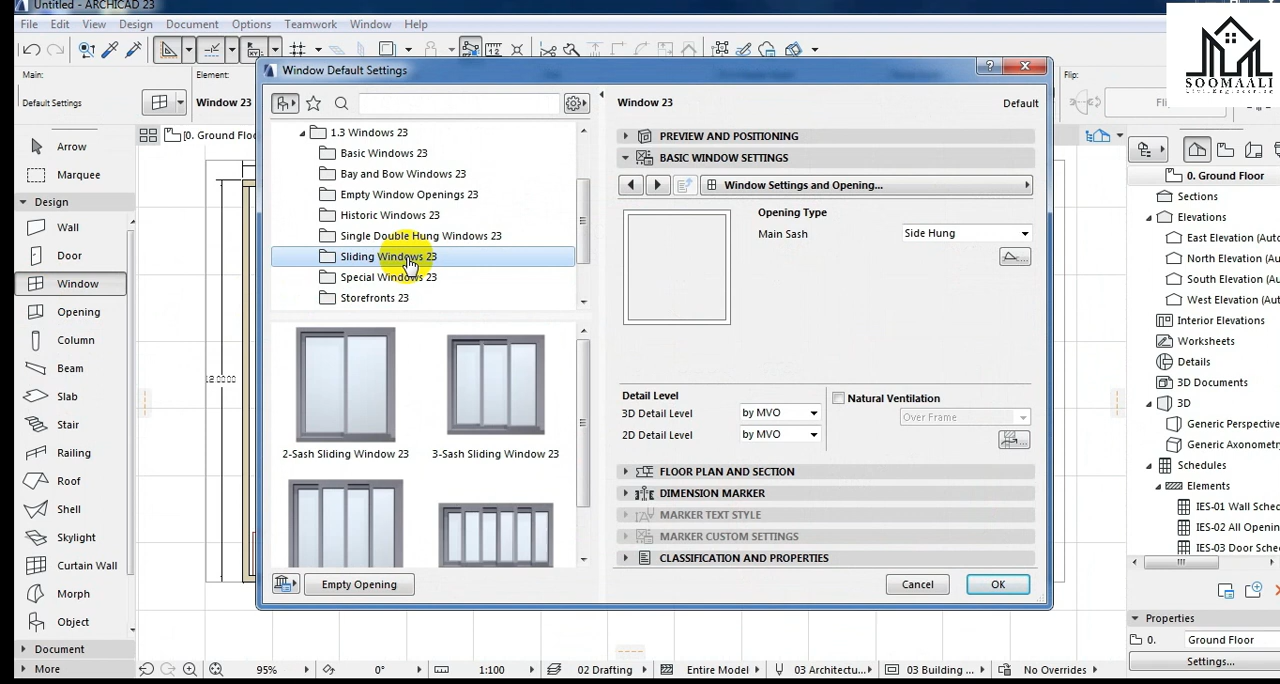 Untitled - ARCHICAD 23
File Edit View Design Document Options Teamwork Window Help
SOOMAALI
Civil Engineering
Main:
Element:
Flip:
Default Settings
Window 23
[0. Ground Floo
Window Default Settings
Window 23
Default
1.3 Windows 23
Basic Windows 23
Bay and Bow Windows 23
Empty Window Openings 23
Historic Windows 23
Single Double Hung Windows 23
Sliding Windows 23
Special Windows 23
Storefronts 23
2-Sash Sliding Window 23
3-Sash Sliding Window 23
Empty Opening
PREVIEW AND POSITIONING
BASIC WINDOW SETTINGS
Window Settings and Opening...
Opening Type
Main Sash
Side Hung
Detail Level
3D Detail Level
by MVO
2D Detail Level
by MVO
Natural Ventilation
Over Frame
FLOOR PLAN AND SECTION
DIMENSION MARKER
MARKER TEXT STYLE
MARKER CUSTOM SETTINGS
CLASSIFICATION AND PROPERTIES
Cancel
OK
Arrow
Marquee
Design
Wall
Door
Window
Opening
Column
Beam
Slab
Stair
Railing
Roof
Shell
Skylight
Curtain Wall
Morph
Object
Document
More
0. Ground Floor
Sections
Elevations
East Elevation (Auto
North Elevation (Au
South Elevation (Au
West Elevation (Aut
Interior Elevations
Worksheets
Details
3D Documents
3D
Generic Perspective
Generic Axonometry
Schedules
Elements
IES-01 Wall Sche
IES-02 All Openin
IES-03 Door Sche
Properties
0.
Ground Floor
Settings...
95%
0°
1:100
02 Drafting
Entire Model
03 Architectu...
03 Building ...
No Overrides